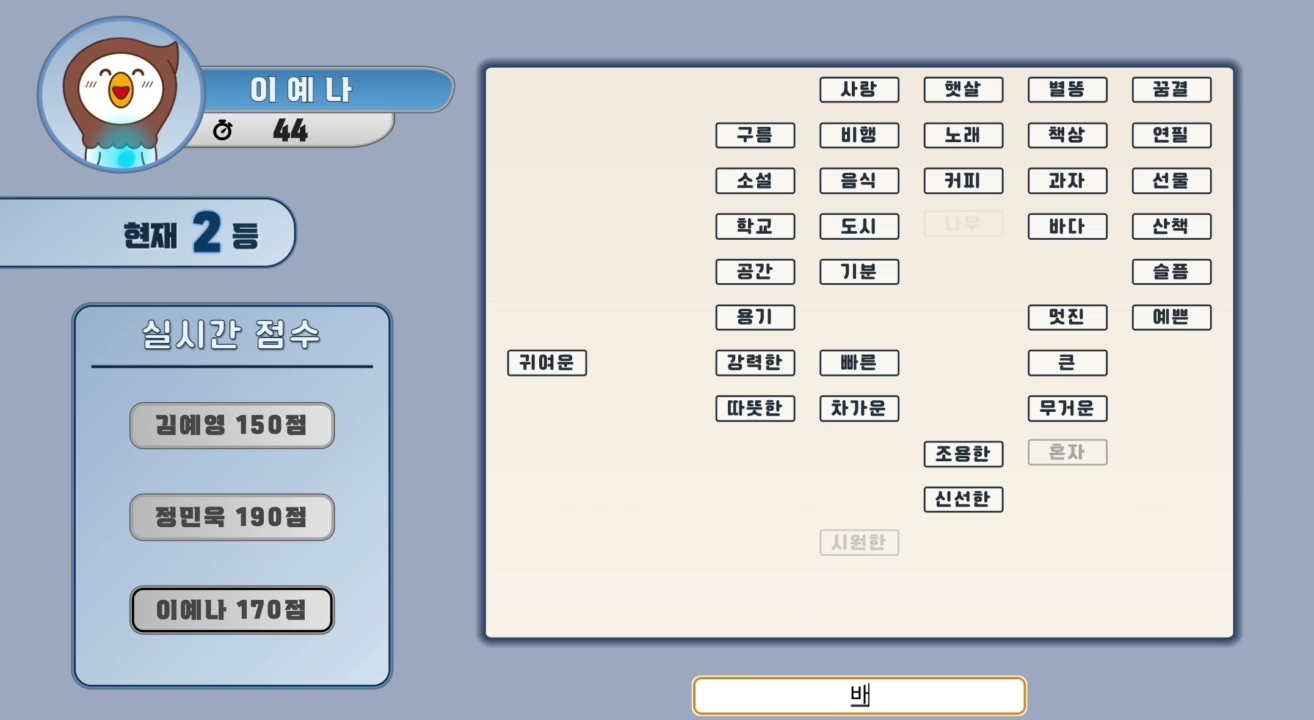 이예나
44
현재 2등
실시간 점수
김예영 150점
정민욱 190점
이예나 170점
사랑 햇살 별똥 꿈결
구름 비행 노래 책상 연필
소설 음식 커피 과자 선물
학교 도시 나무 바다 산책
공간 기분 슬픔
용기 멋진 예쁜
귀여운 강력한 빠른 큰
따뜻한 차가운 무거운
조용한 혼자
신선한
시원한
배